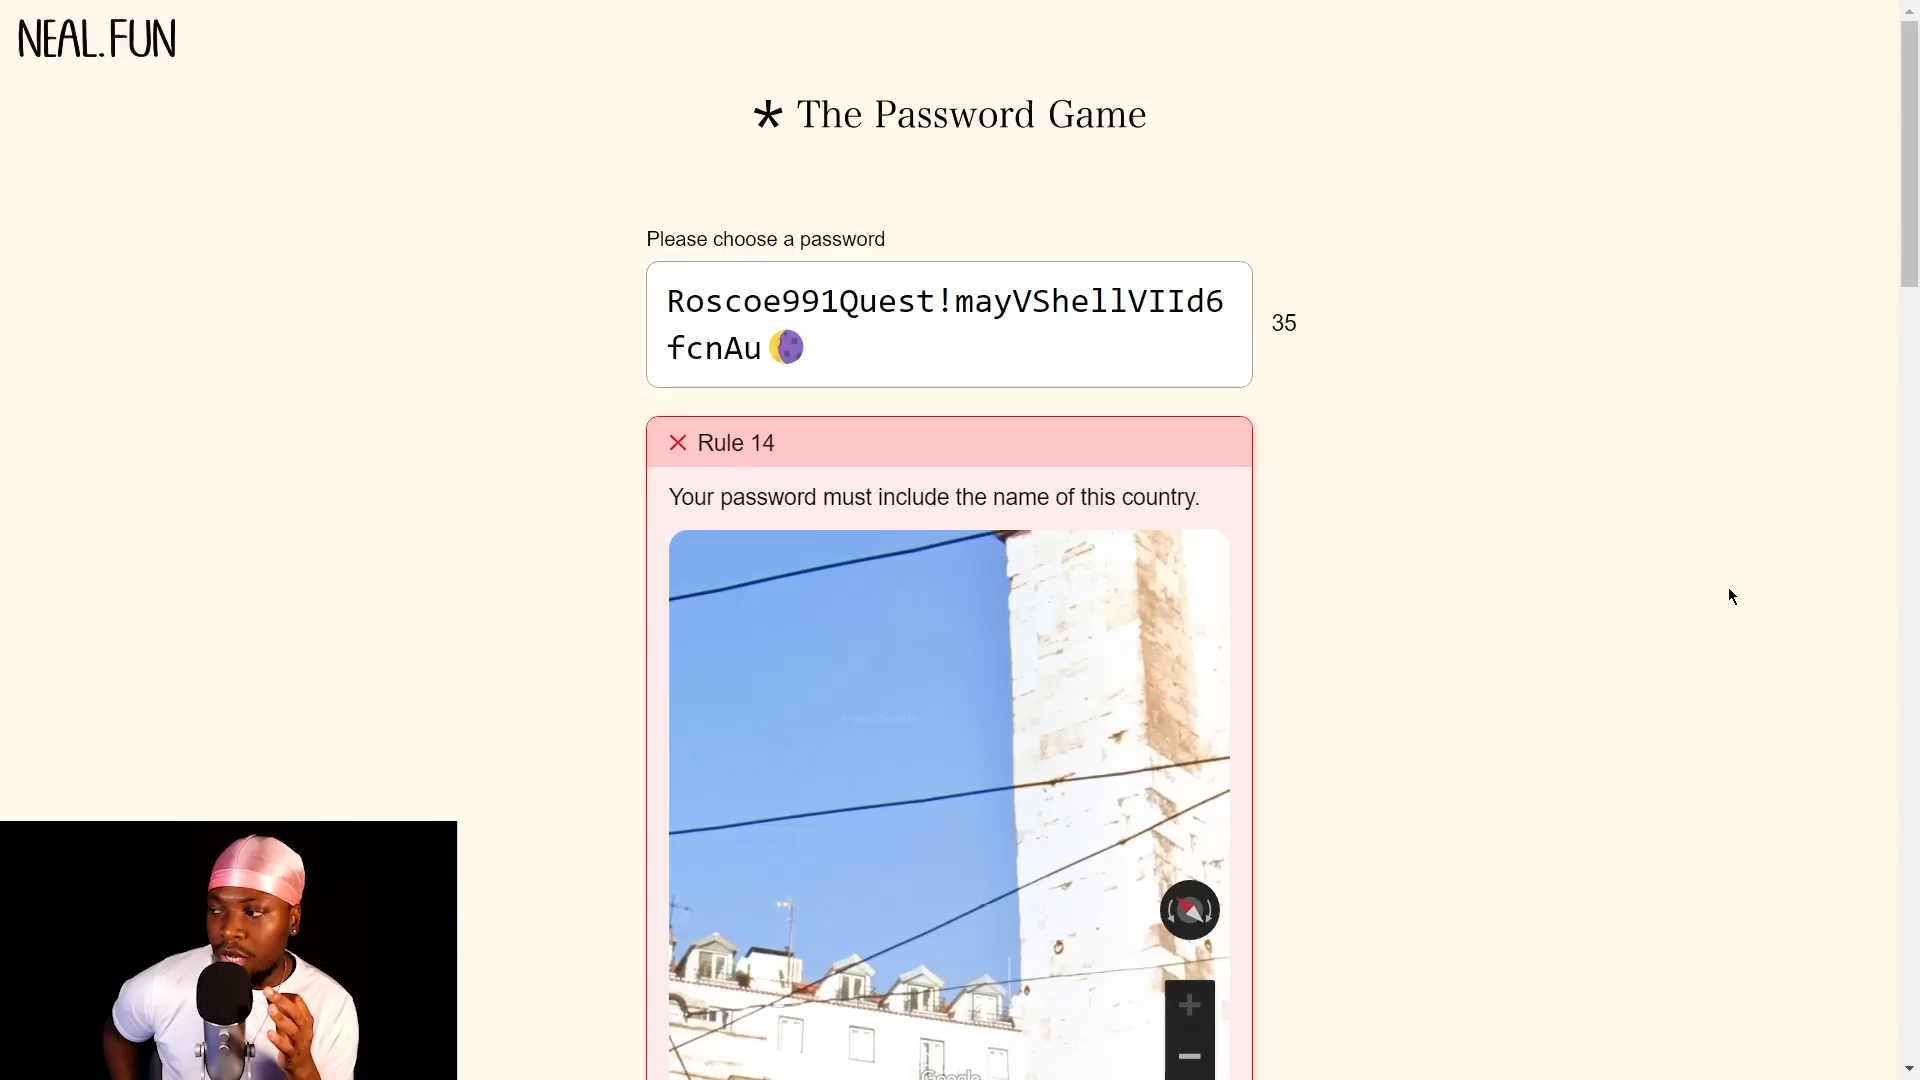 NEAL.FUN
* The Password Game
Please choose a password
Roscoe991Quest!mayVShellVIId6
fcnAu🌘
35
Rule 14
Your password must include the name of this country.
Google